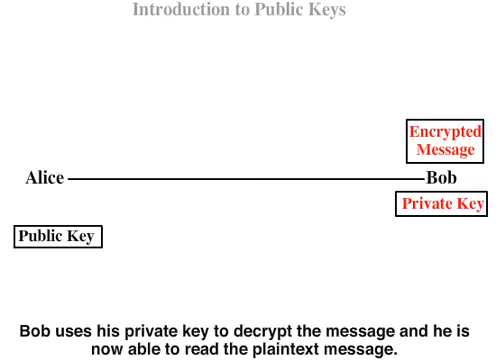 Introduction to Public Keys
Encrypted
Message
Alice
Bob
Private Key
Public Key
Bob uses his private key to decrypt the message and he is
now able to read the plaintext message.